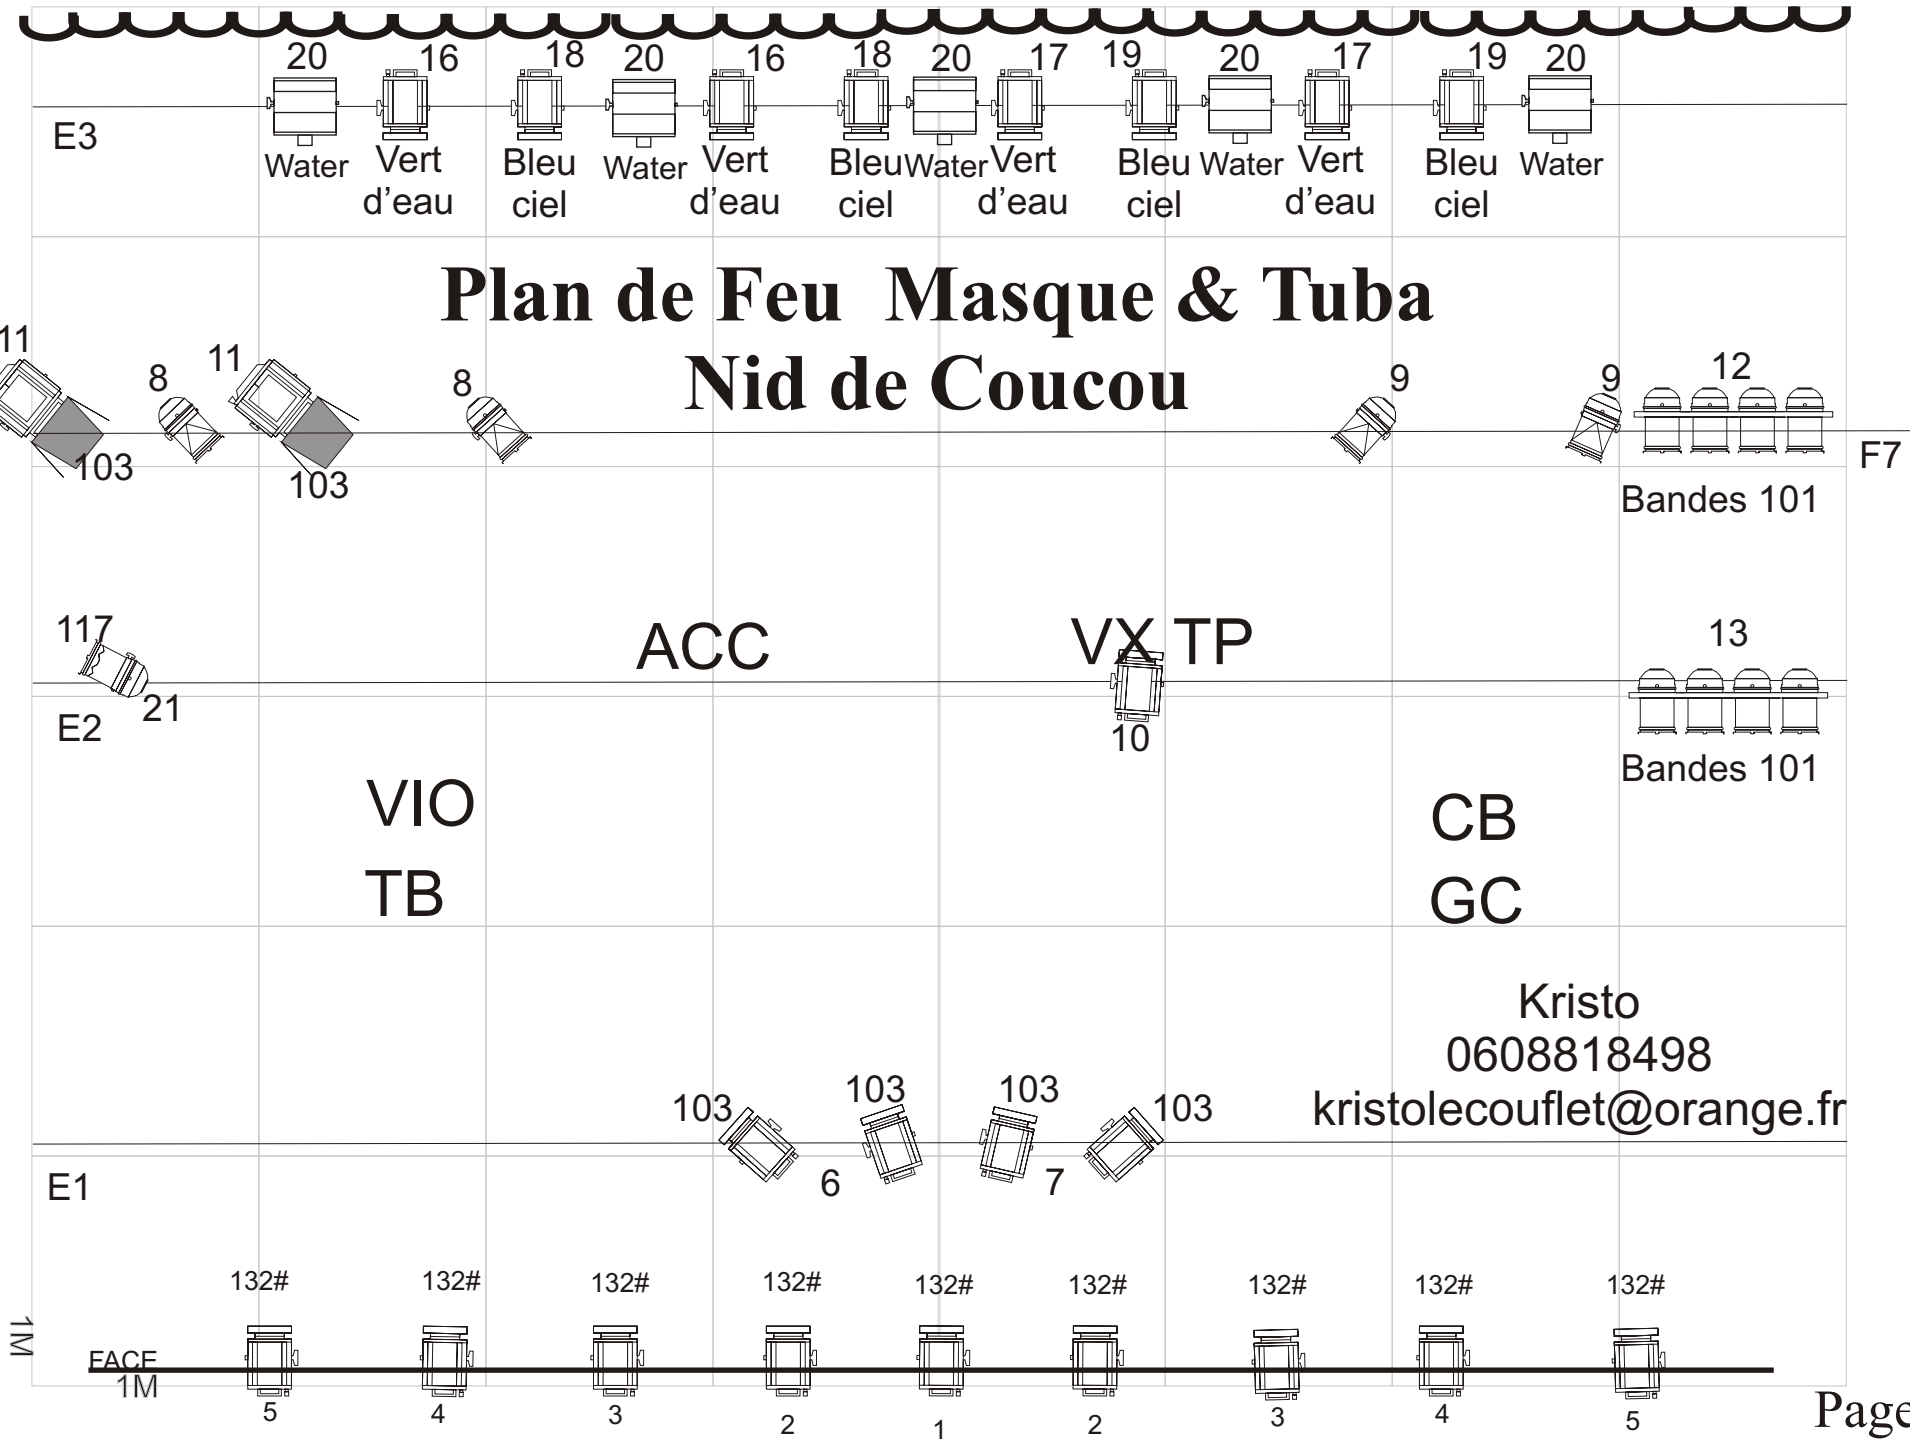 20 16 18 20 16 18 20 17 19 20 17 19 20
E3
Water Vert d’eau Bleu ciel Water Vert d’eau Bleu ciel Water Vert d’eau Bleu ciel Water Vert d’eau Bleu ciel Water
Plan de Feu Masque & Tuba
Nid de Coucou
11 8 11 8 9 9 12
103 103 F7
Bandes 101
117 ACC VX TP 13
21
E2 10
Bandes 101
VIO CB
TB GC
Kristo
0608818498
kristolecouflet@orange.fr
103 103 103 103
6 7
E1
132# 132# 132# 132# 132# 132# 132# 132# 132#
1M
FACE
1M
5 4 3 2 1 2 3 4 5
Page